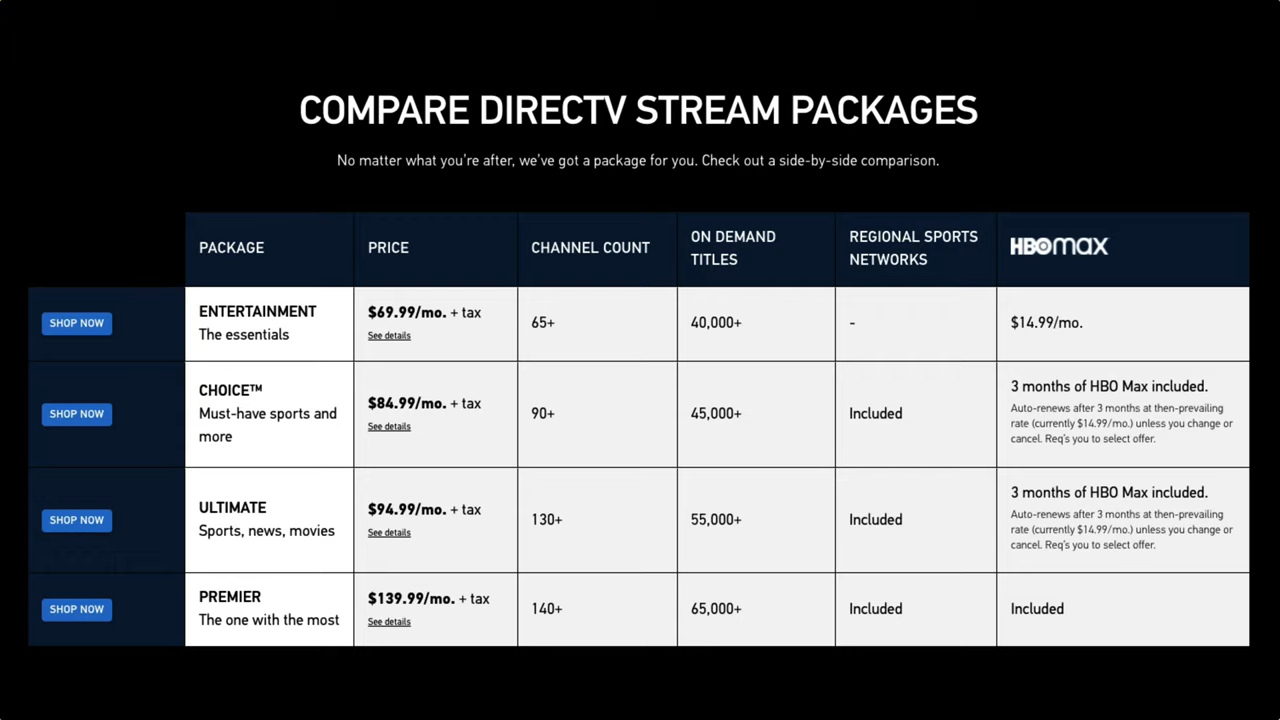 COMPARE DIRECTV STREAM PACKAGES
No matter what you're after, we've got a package for you. Check out a side-by-side comparison.
PACKAGE
PRICE
CHANNEL COUNT
ON DEMAND
TITLES
REGIONAL SPORTS
NETWORKS
HBOmax
SHOP NOW
ENTERTAINMENT
The essentials
$69.99/mo. + tax
See details
65+
40,000+
-
$14.99/mo.
SHOP NOW
CHOICE™
Must-have sports and
more
$84.99/mo. + tax
See details
90+
45,000+
Included
3 months of HBO Max included.
Auto-renews after 3 months at then-prevailing
rate (currently $14.99/mo.) unless you change or
cancel. Req's you to select offer.
SHOP NOW
ULTIMATE
Sports, news, movies
$94.99/mo. + tax
See details
130+
55,000+
Included
3 months of HBO Max included.
Auto-renews after 3 months at then-prevailing
rate (currently $14.99/mo.) unless you change or
cancel. Req's you to select offer.
SHOP NOW
PREMIER
The one with the most
$139.99/mo. + tax
See details
140+
65,000+
Included
Included